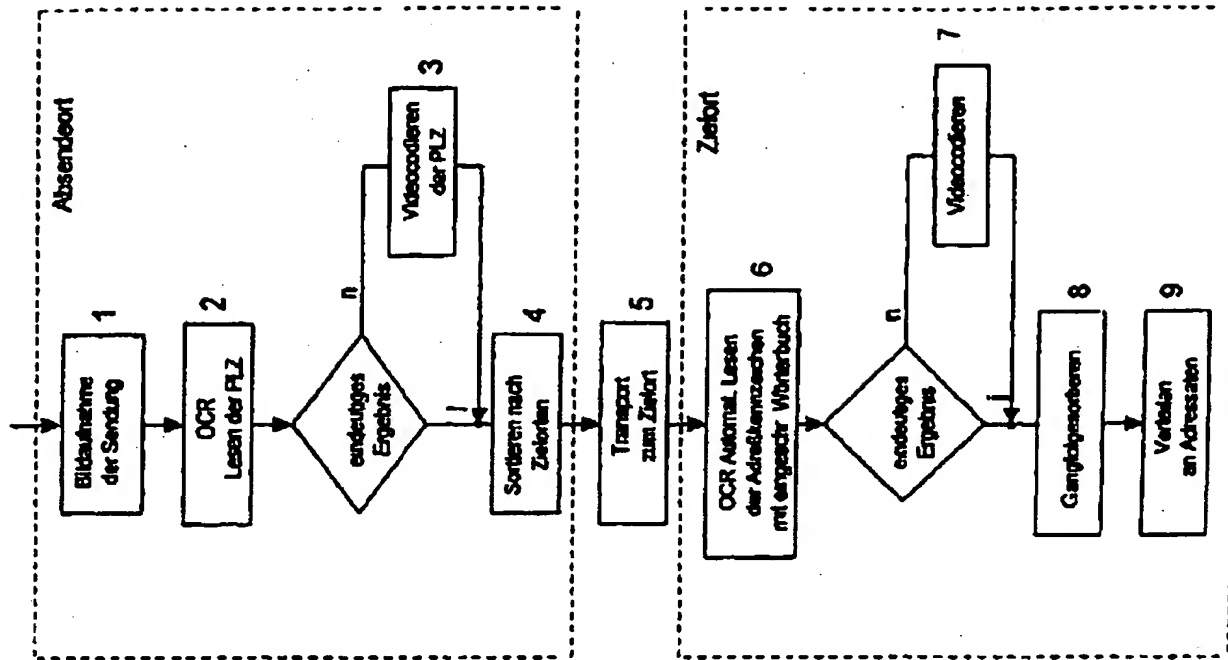 Absendeort
1
Bildaufnahme
der Sendung
2
OCR
Lesen der PLZ
eindeutiges
Ergebnis
n
j
3
Videocodieren
der PLZ
4
Sortieren nach
Zielorten
5
Transport
zum Zielort
Zielort
6
OCR Automat. Lesen
der Adreßkennzeichen
mit engeschr Wörterbuch
eindeutiges
Ergebnis
n
j
7
Videocodieren
8
Gangfolgesortieren
9
Verteilen
an Adressaten